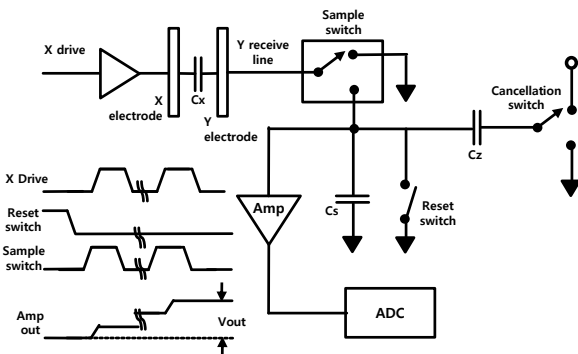 Sample
switch
X drive
Y receive
line
Cx
X
electrode
Y
electrode
Cancellation
switch
Cz
X Drive
Reset
switch
Sample
switch
Amp
out
Vout
Amp
Cs
Reset
switch
ADC